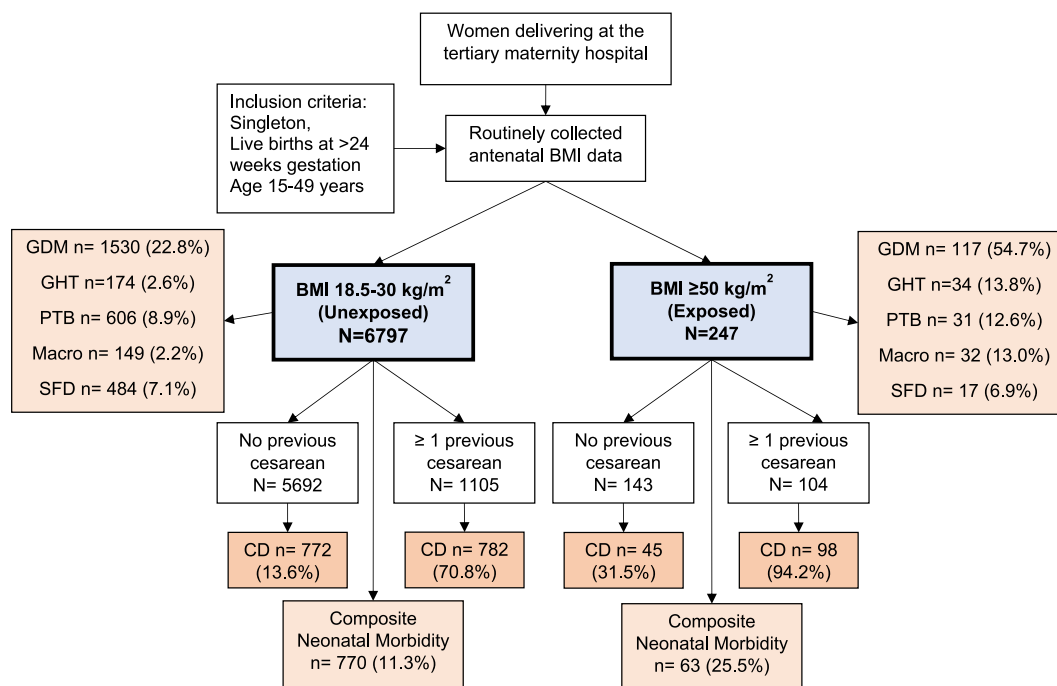 Women delivering at the
tertiary maternity hospital
Inclusion criteria:
Singleton,
Live births at >24
weeks gestation
Age 15-49 years
Routinely collected
antenatal BMI data
GDM n= 1530 (22.8%)
GHT n=174 (2.6%)
PTB n= 606 (8.9%)
Macro n= 149 (2.2%)
SFD n= 484 (7.1%)
BMI 18.5-30 kg/m²
(Unexposed)
N=6797
BMI ≥50 kg/m²
(Exposed)
N=247
GDM n= 117 (54.7%)
GHT n=34 (13.8%)
PTB n= 31 (12.6%)
Macro n= 32 (13.0%)
SFD n= 17 (6.9%)
No previous
cesarean
N= 5692
≥ 1 previous
cesarean
N= 1105
No previous
cesarean
N= 143
≥ 1 previous
cesarean
N= 104
CD n= 772
(13.6%)
CD n= 782
(70.8%)
CD n= 45
(31.5%)
CD n= 98
(94.2%)
Composite
Neonatal Morbidity
n= 770 (11.3%)
Composite
Neonatal Morbidity
n= 63 (25.5%)